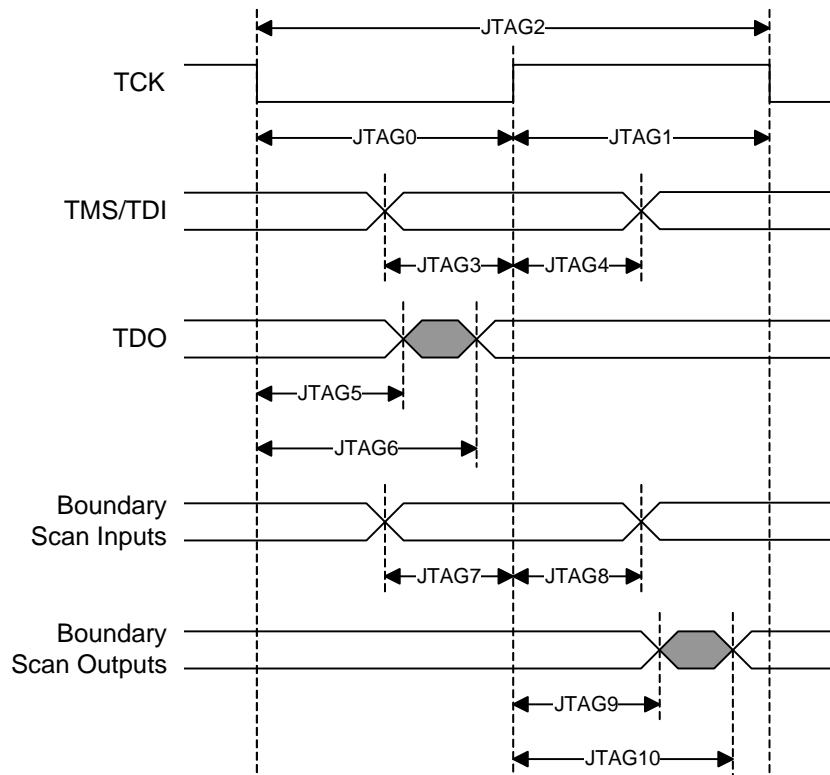 JTAG2
TCK
JTAG0
JTAG1
TMS/TDI
JTAG3
JTAG4
TDO
JTAG5
JTAG6
Boundary
Scan Inputs
JTAG7
JTAG8
Boundary
Scan Outputs
JTAG9
JTAG10